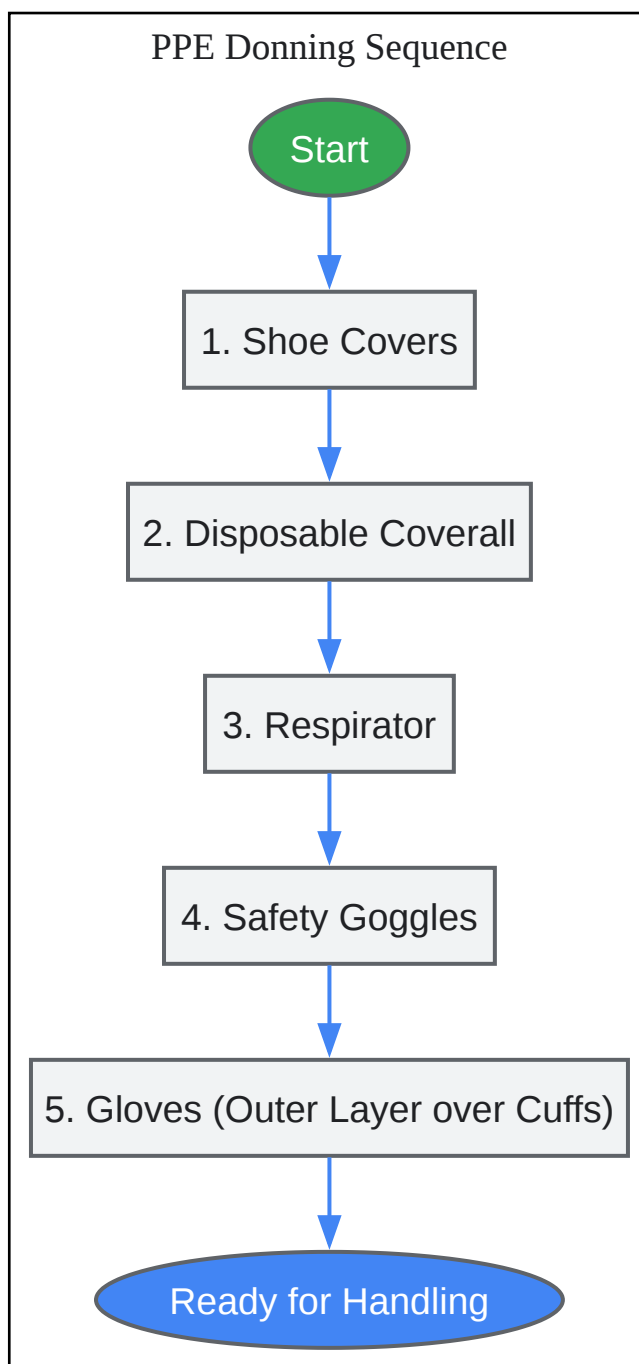 PPE Donning Sequence
Start
1. Shoe Covers
2. Disposable Coverall
3. Respirator
4. Safety Goggles
5. Gloves (Outer Layer over Cuffs)
Ready for Handling